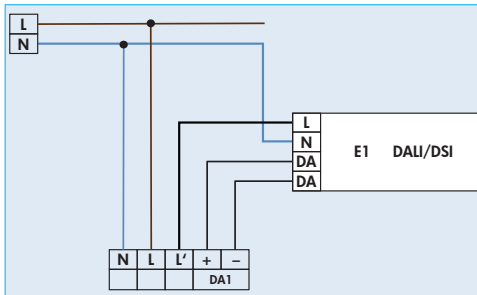 L
N
L
N
DA
DA
E1 DALI/DSI
N L L‘ + –
DA1